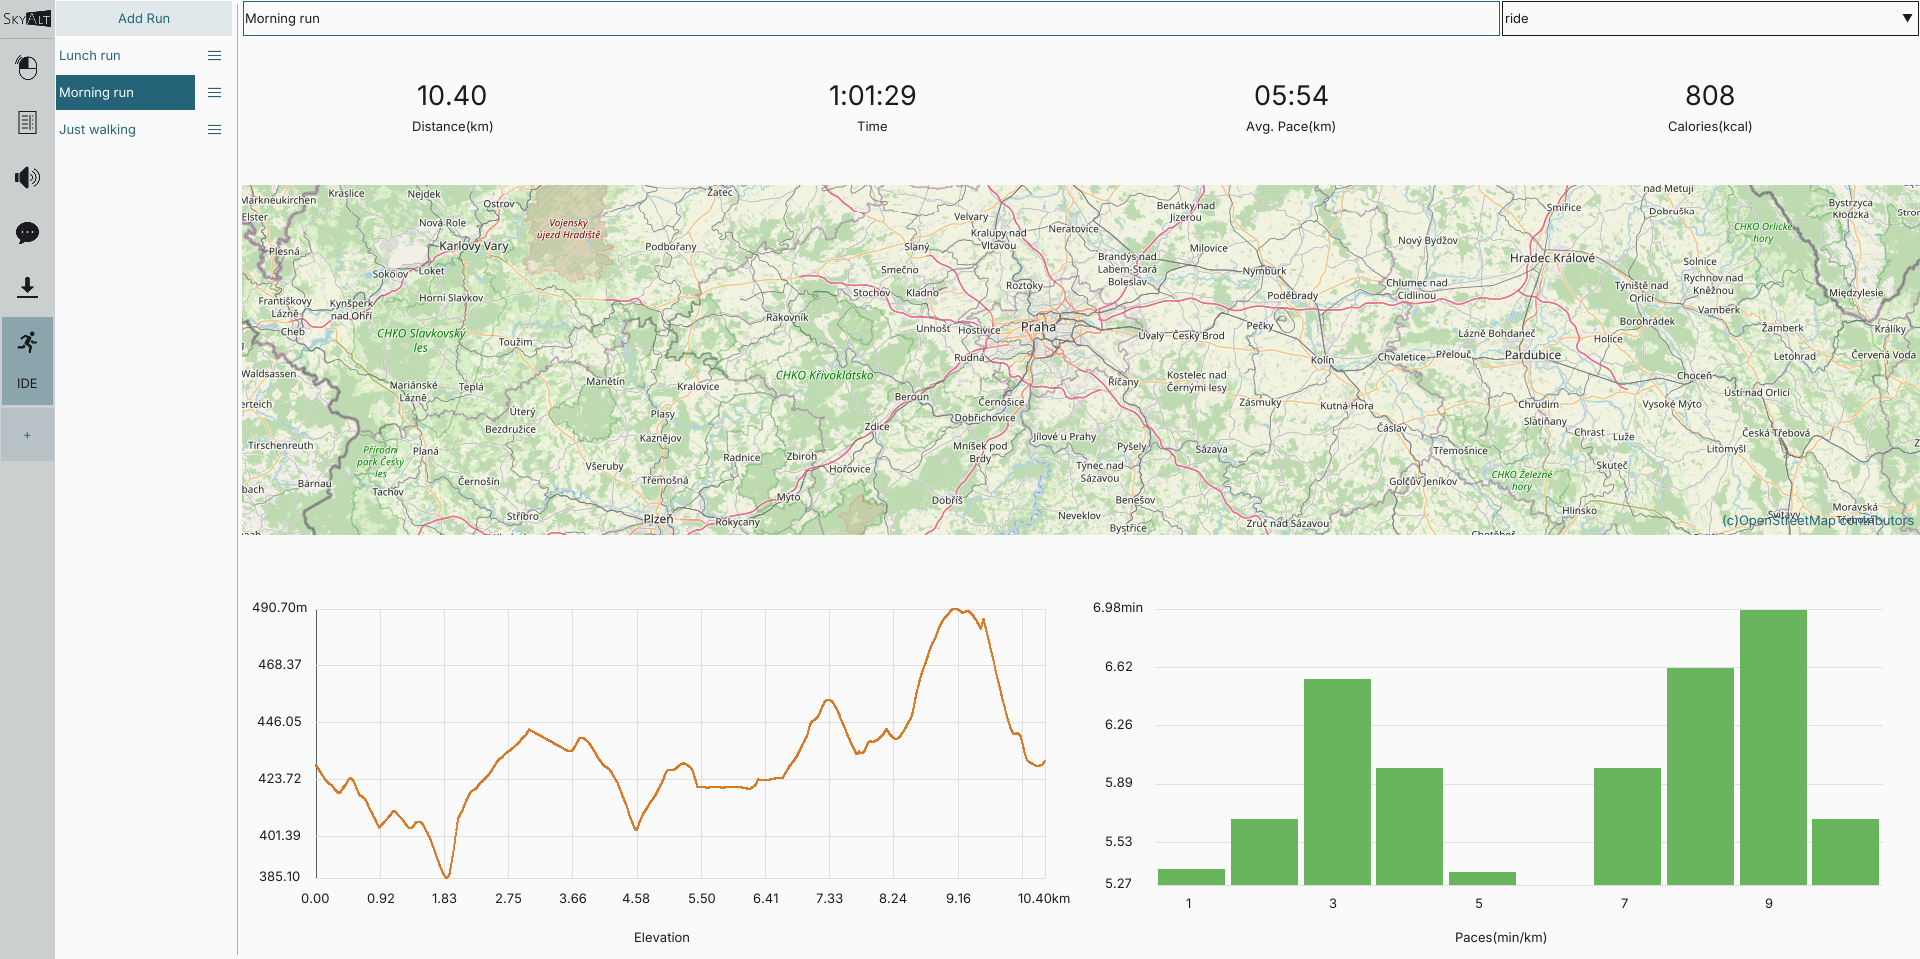 SKYALT
Add Run
Lunch run
Morning run
Just walking
IDE
+
Morning run
ride
10.40
Distance(km)
1:01:29
Time
05:54
Avg. Pace(km)
808
Calories(kcal)
Markneukirchen
Kraslice
Nejdek
Ostrov
Vojenský
újezd Hradiště
Žatec
Elster
Nová Role
Karlovy Vary
Podbořany
Plesná
Sokolov
Loket
Horní Slavkov
Františkovy
Lázně
Kynšperk
nad Ohří
Cheb
CHKO Slavkovský
les
Toužim
Waldsassen
Mariánské
Lázně
Teplá
Manětín
Kralovice
Úterý
Plasy
Bezdružice
Kaznějov
Tirschenreuth
Přírodní
park Český
les
Planá
Všeruby
Radnice
Zbiroh
Hořovice
Bärnau
Tachov
Černošín
Třemošná
Mýto
Stříbro
Plzeň
Rokycany
Velvary
Kralupy nad
Vltavou
Neratovice
Benátky nad
Jizerou
Slaný
Smečno
Brandýs nad
Labem-Stará
Boleslav
Milovice
Stochov
Kladno
Roztoky
Nymburk
Poděbrady
Rakovník
Unhošť
Hostivice
Praha
Úvaly
Český Brod
Pečky
Rudná
Kolín
CHKO Křivoklátsko
Beroun
Černošice
Říčany
Kostelec nad
Černými lesy
Dobřichovice
Zásmuky
Kutná Hora
Zdice
Mníšek pod
Brdy
Jílové u Prahy
Pyšely
Sázava
Čáslav
Týnec nad
Sázavou
Dobříš
Benešov
Neveklov
Bystřice
Zruč nad Sázavou
Golčův Jeníkov
Třemošnice
nad Metují
Smiřice
Dobruška
CHKO Orlické
hory
Bystrzyca
Kłodzka
Nový Bydžov
Hradec Králové
Solnice
Rychnov nad
Kněžnou
Chlumec nad
Cidlinou
Týniště nad
Orlicí
Vamberk
Międzylesie
Borohrádek
Žamberk
Králíky
Lázně Bohdaneč
Holice
Chvaletice
Přelouč
Pardubice
Letohrad
Červená Voda
Choceň
Ústí nad Orlicí
Chrudim
Slatiňany
Vysoké Mýto
Chrast
Luže
Česká Třebová
Litomyšl
CHKO Železné
hory
Skuteč
Hlinsko
Svitavy
Moravská
(c)OpenStreetMap contributors
490.70m
468.37
446.05
423.72
401.39
385.10
0.00
0.92
1.83
2.75
3.66
4.58
5.50
6.41
7.33
8.24
9.16
10.40km
Elevation
6.98min
6.62
6.26
5.89
5.53
5.27
1
3
5
7
9
Paces(min/km)